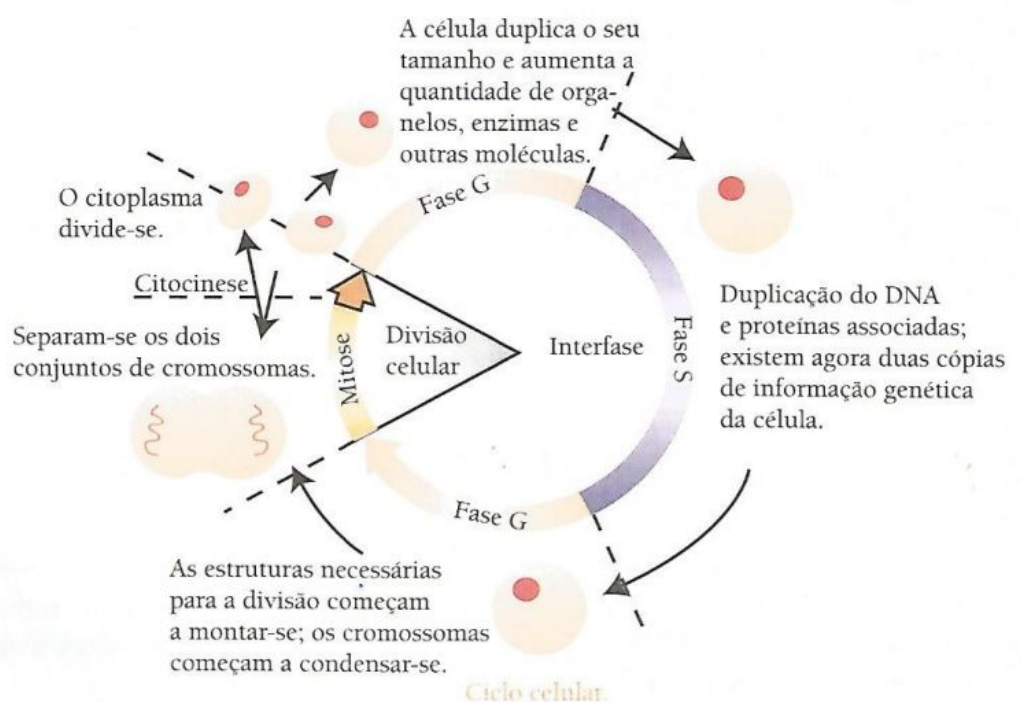 A célula duplica o seu
tamanho e aumenta a
quantidade de orga-
nelos, enzimas e
outras moléculas.
Fase G
O citoplasma
divide-se.
Citocinese
Separam-se os dois
conjuntos de cromossomas.
Mitose
Divisão
celular
Interfase
Fase S
Duplicação do DNA
e proteínas associadas;
existem agora duas cópias
de informação genética
da célula.
Fase G
As estruturas necessárias
para a divisão começam
a montar-se; os cromossomas
começam a condensar-se.
Ciclo celular.